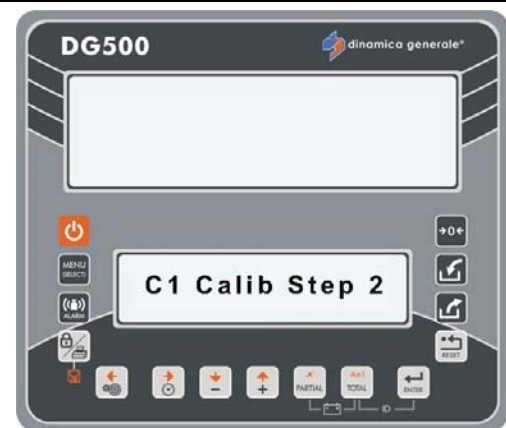 DG500
dinamica generale®
→0←
MENU
(SELECT)
C1 Calib Step 2
ALARM
RESET
PARTIAL
TOTAL
ENTER
ID